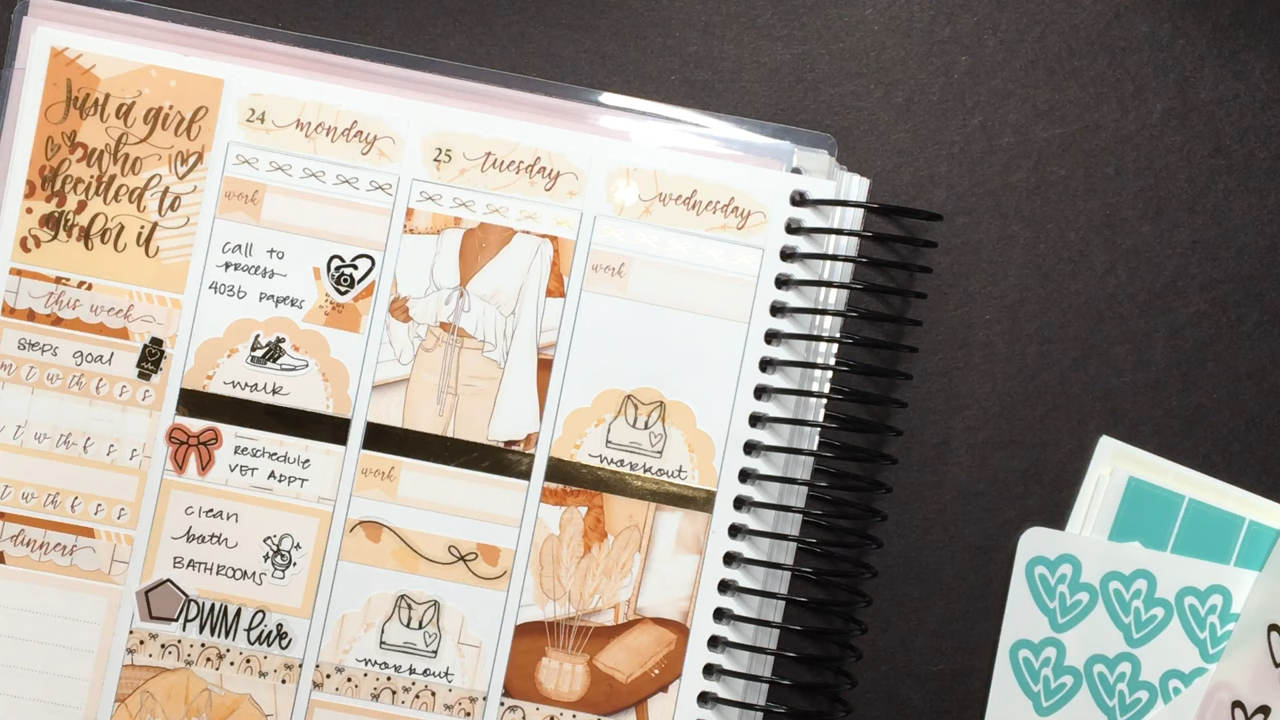 Just a girl
who
decided to
go for it
this week
steps goal
m t w th f s s
t w th f s s
t w th f s s
dinners
24 monday
work
call to
process
4036 papers
walk
reschedule
VET APPT
clean
both
BATHROOMS
PWM live
25 tuesday
work
workout
wednesday
work
workout